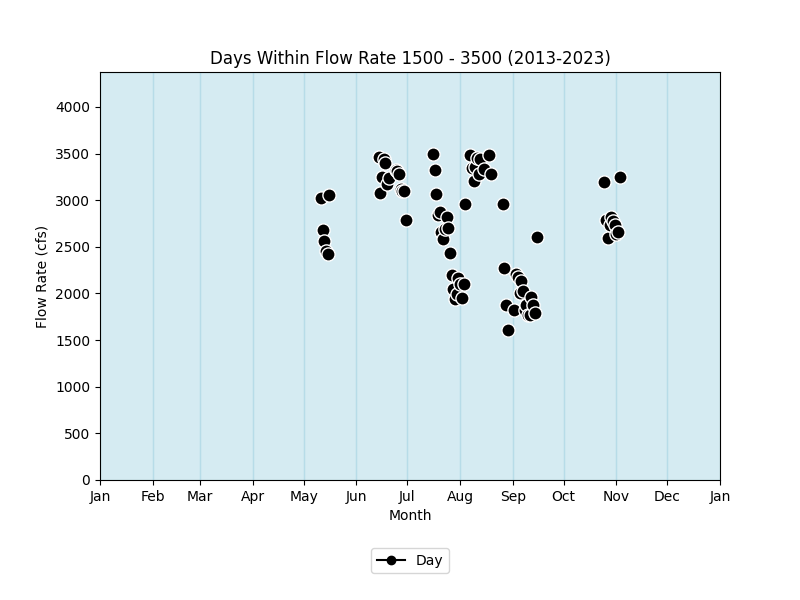 Days Within Flow Rate 1500 - 3500 (2013-2023)
4000
3500
3000
2500
2000
1500
1000
500
0
Flow Rate (cfs)
Jan Feb Mar Apr May Jun Jul Aug Sep Oct Nov Dec Jan
Month
Day